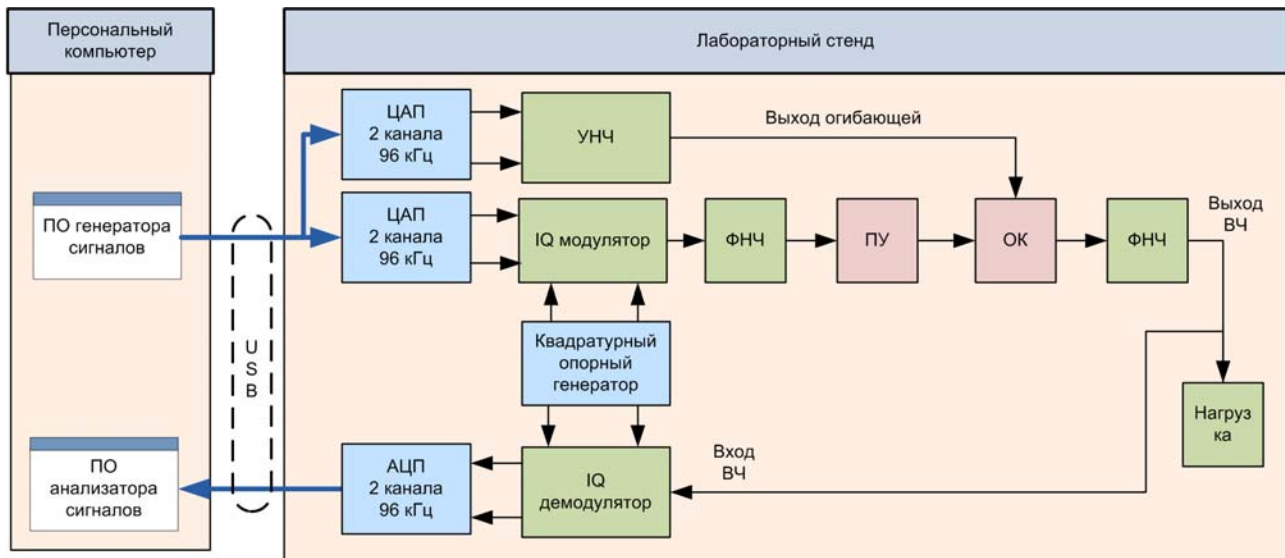 Персональный
компьютер
Лабораторный стенд
ЦАП
2 канала
96 кГц
УНЧ
Выход огибающей
ПО генератора
сигналов
ЦАП
2 канала
96 кГц
IQ модулятор
ФНЧ
ПУ
ОК
ФНЧ
Выход
ВЧ
U
S
B
Квадратурный
опорный
генератор
Нагруз
ка
ПО
анализатора
сигналов
АЦП
2 канала
96 кГц
IQ
демодулятор
Вход
ВЧ